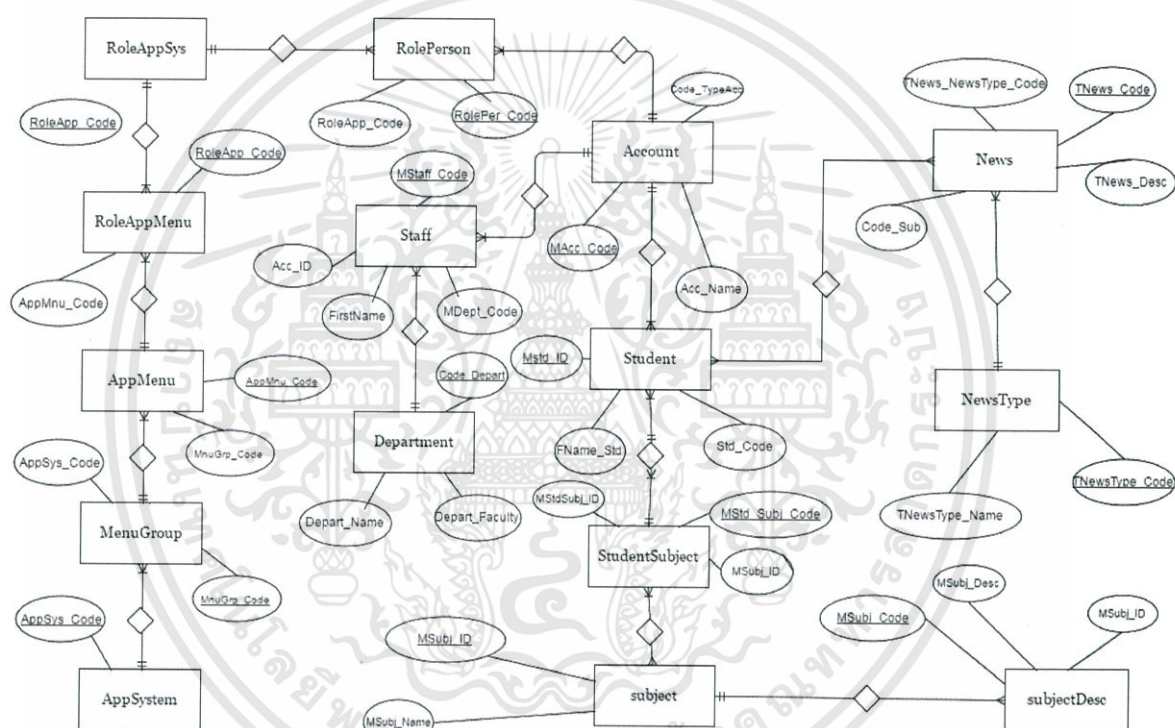 RoleAppSys
RolePerson
RoleApp_Code
RoleApp_Code
RolePer_Code
RoleApp_Code
Code_TypeAcc
Account
MAcc_Code
Acc_Name
TNews_NewsType_Code
TNews_Code
News
TNews_Desc
Code_Sub
MStaff_Code
Staff
Acc_ID
FirstName
MDept_Code
RoleAppMenu
AppMnu_Code
AppMenu
AppMnu_Code
MnuGrp_Code
Code_Depart
Department
Depart_Name
Depart_Faculty
Mstd_ID
Student
FName_Std
Std_Code
NewsType
TNewsType_Code
TNewsType_Name
AppSys_Code
MenuGroup
MnuGrp_Code
MStdSubj_ID
MStd_Subj_Code
StudentSubject
MSubj_ID
AppSys_Code
AppSystem
MSubj_ID
subject
MSubj_Name
MSubj_Desc
MSubj_Code
MSubj_ID
subjectDesc